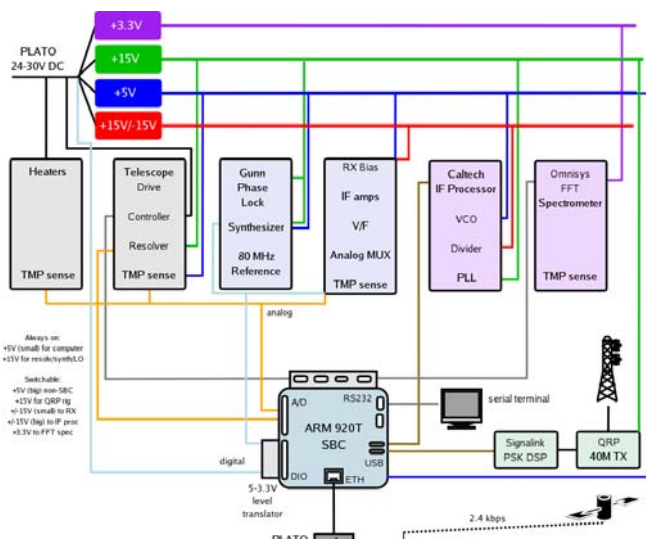 +3.3V
PLATO
24-30V DC
+15V
+5V
+15V/-15V
Heaters
TMP sense
Telescope
Drive
Controller
Resolver
TMP sense
Gunn
Phase
Lock
Synthesizer
80 MHz
Reference
RX Bias
IF amps
V/F
Analog MUX
TMP sense
Caltech
IF Processor
VCO
Divider
PLL
Omnisys
FFT
Spectrometer
TMP sense
analog
Always on:
+5V (small) for computer
+15V for resolv/synth/LO
Switchable:
+5V (big) non-SBC
+15V for QRP rig
+/-15V (small) to RX
+/-15V (big) to IF proc
+3.3V to FFT spec
A/D
RS232
ARM 920T
SBC
USB
DIO
ETH
serial terminal
Signalink
PSK DSP
QRP
40M TX
digital
5-3.3V
level
translator
2.4 kbps
PLATO